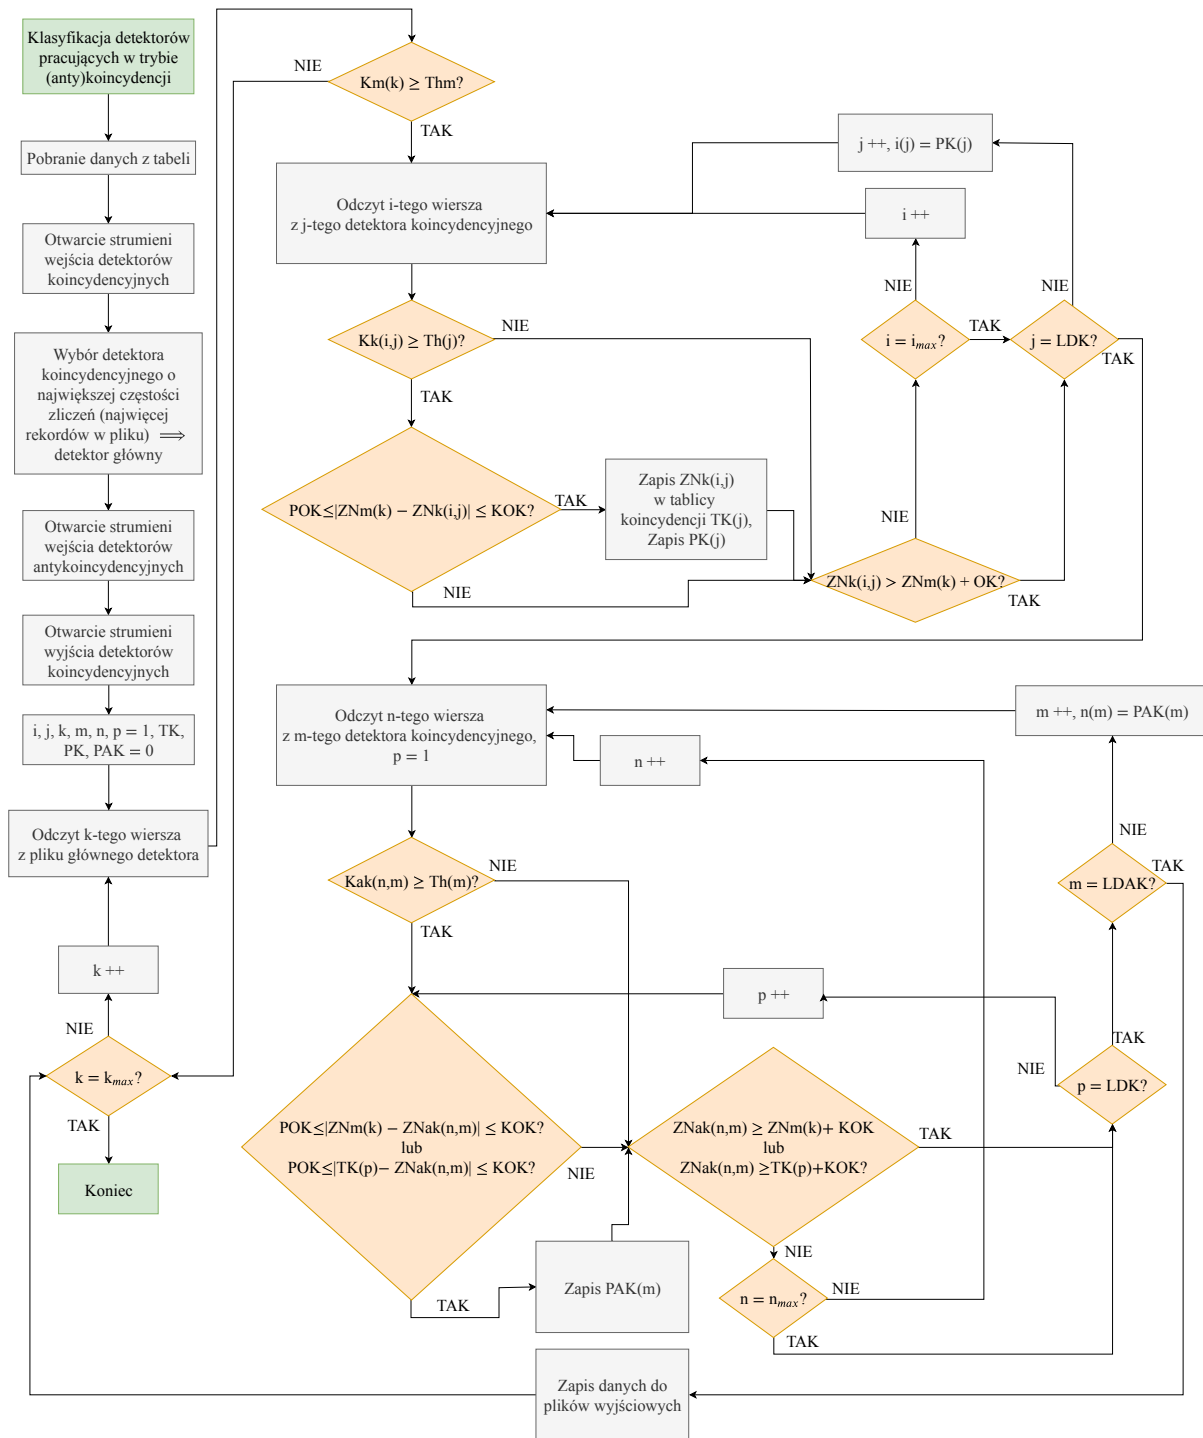 Klasyfikacja detektorów
pracujących w trybie
(anty)koincydencji
Pobranie danych z tabeli
Otwarcie strumieni
wejścia detektorów
koincydencyjnych
Wybór detektora
koincydencyjnego o
największej częstości
zliczeń (najwięcej
rekordów w pliku) ⟹
detektor główny
Otwarcie strumieni
wejścia detektorów
antykoincydencyjnych
Otwarcie strumieni
wyjścia detektorów
koincydencyjnych
i, j, k, m, n, p = 1, TK,
PK, PAK = 0
Odczyt k-tego wiersza
z pliku głównego detektora
k ++
NIE
k = kmax?
TAK
Koniec
NIE
Km(k) ≥ Thm?
TAK
Odczyt i-tego wiersza
z j-tego detektora koincydencyjnego
j ++, i(j) = PK(j)
i ++
NIE
NIE
Kk(i,j) ≥ Th(j)?
NIE
i = imax?
TAK
j = LDK?
TAK
TAK
POK≤|ZNm(k) − ZNk(i,j)| ≤ KOK?
TAK
Zapis ZNk(i,j)
w tablicy
koincydencji TK(j),
Zapis PK(j)
NIE
NIE
ZNk(i,j) > ZNm(k) + OK?
TAK
Odczyt n-tego wiersza
z m-tego detektora koincydencyjnego,
p = 1
m ++, n(m) = PAK(m)
n ++
NIE
Kak(n,m) ≥ Th(m)?
NIE
TAK
m = LDAK?
TAK
p ++
TAK
NIE
p = LDK?
POK≤|ZNm(k) − ZNak(n,m)| ≤ KOK?
lub
POK≤|TK(p)− ZNak(n,m)| ≤ KOK?
NIE
ZNak(n,m) ≥ ZNm(k)+ KOK
lub
ZNak(n,m) ≥TK(p)+KOK?
TAK
NIE
TAK
Zapis PAK(m)
n = nmax?
NIE
TAK
Zapis danych do
plików wyjściowych